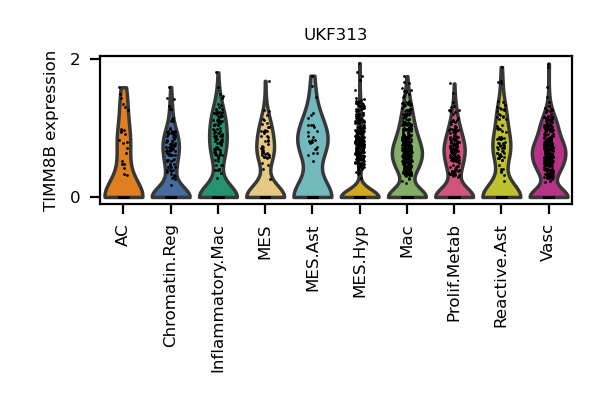 UKF313
TIMM8B expression
2
0
AC
Chromatin.Reg
Inflammatory.Mac
MES
MES.Ast
MES.Hyp
Mac
Prolif.Metab
Reactive.Ast
Vasc